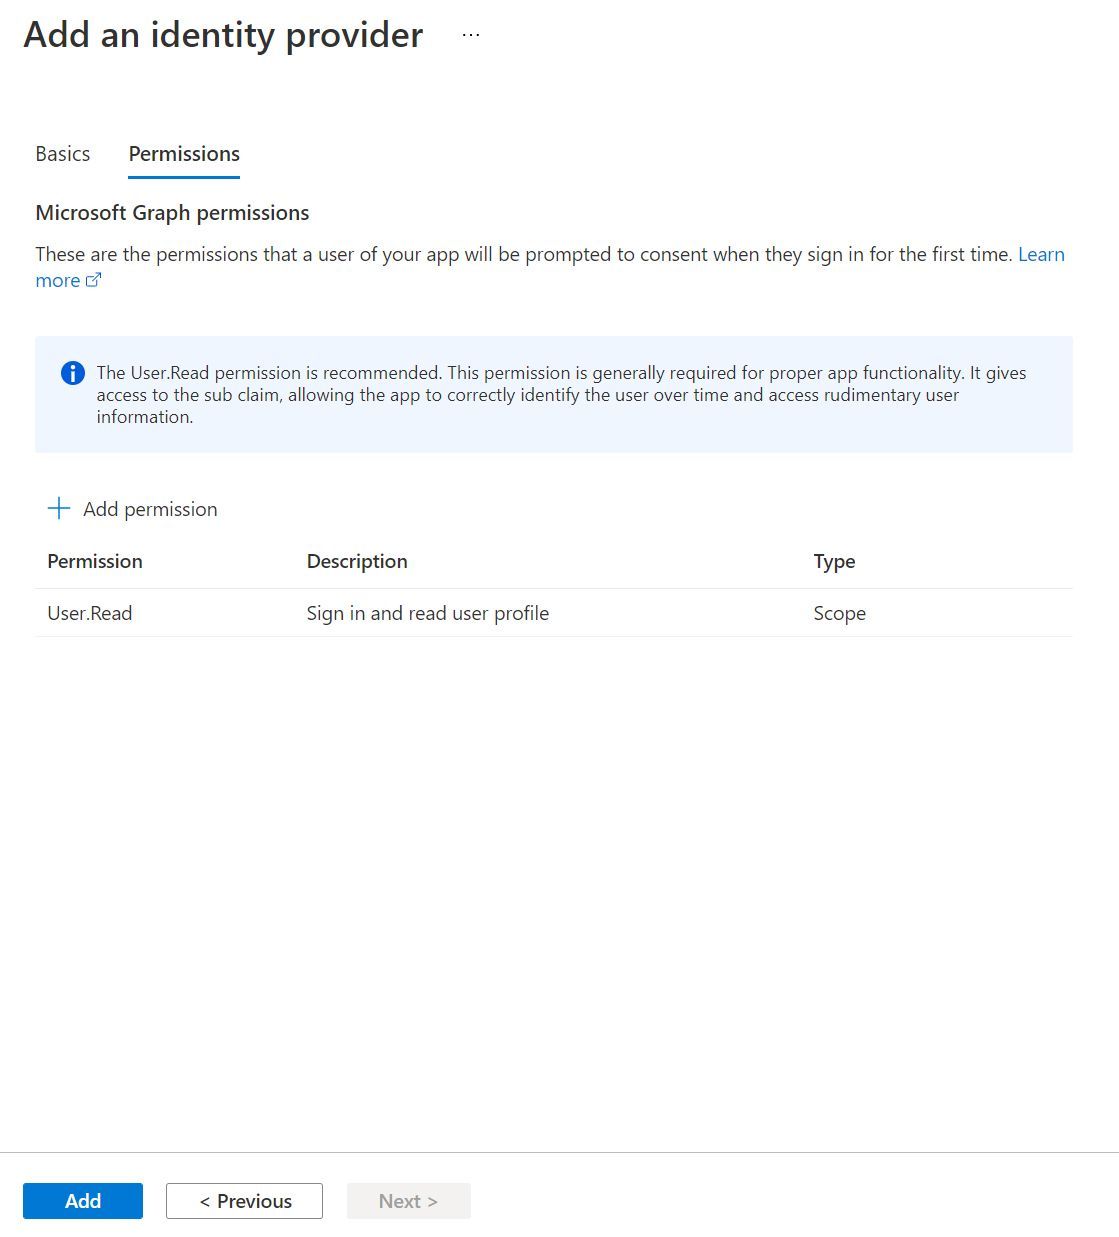 Add an identity provider ...
Basics Permissions
Microsoft Graph permissions
These are the permissions that a user of your app will be prompted to consent when they sign in for the first time. Learn
more
The User.Read permission is recommended. This permission is generally required for proper app functionality. It gives
access to the sub claim, allowing the app to correctly identify the user over time and access rudimentary user
information.
Add permission
Permission Description Type
User.Read Sign in and read user profile Scope
Add < Previous Next >